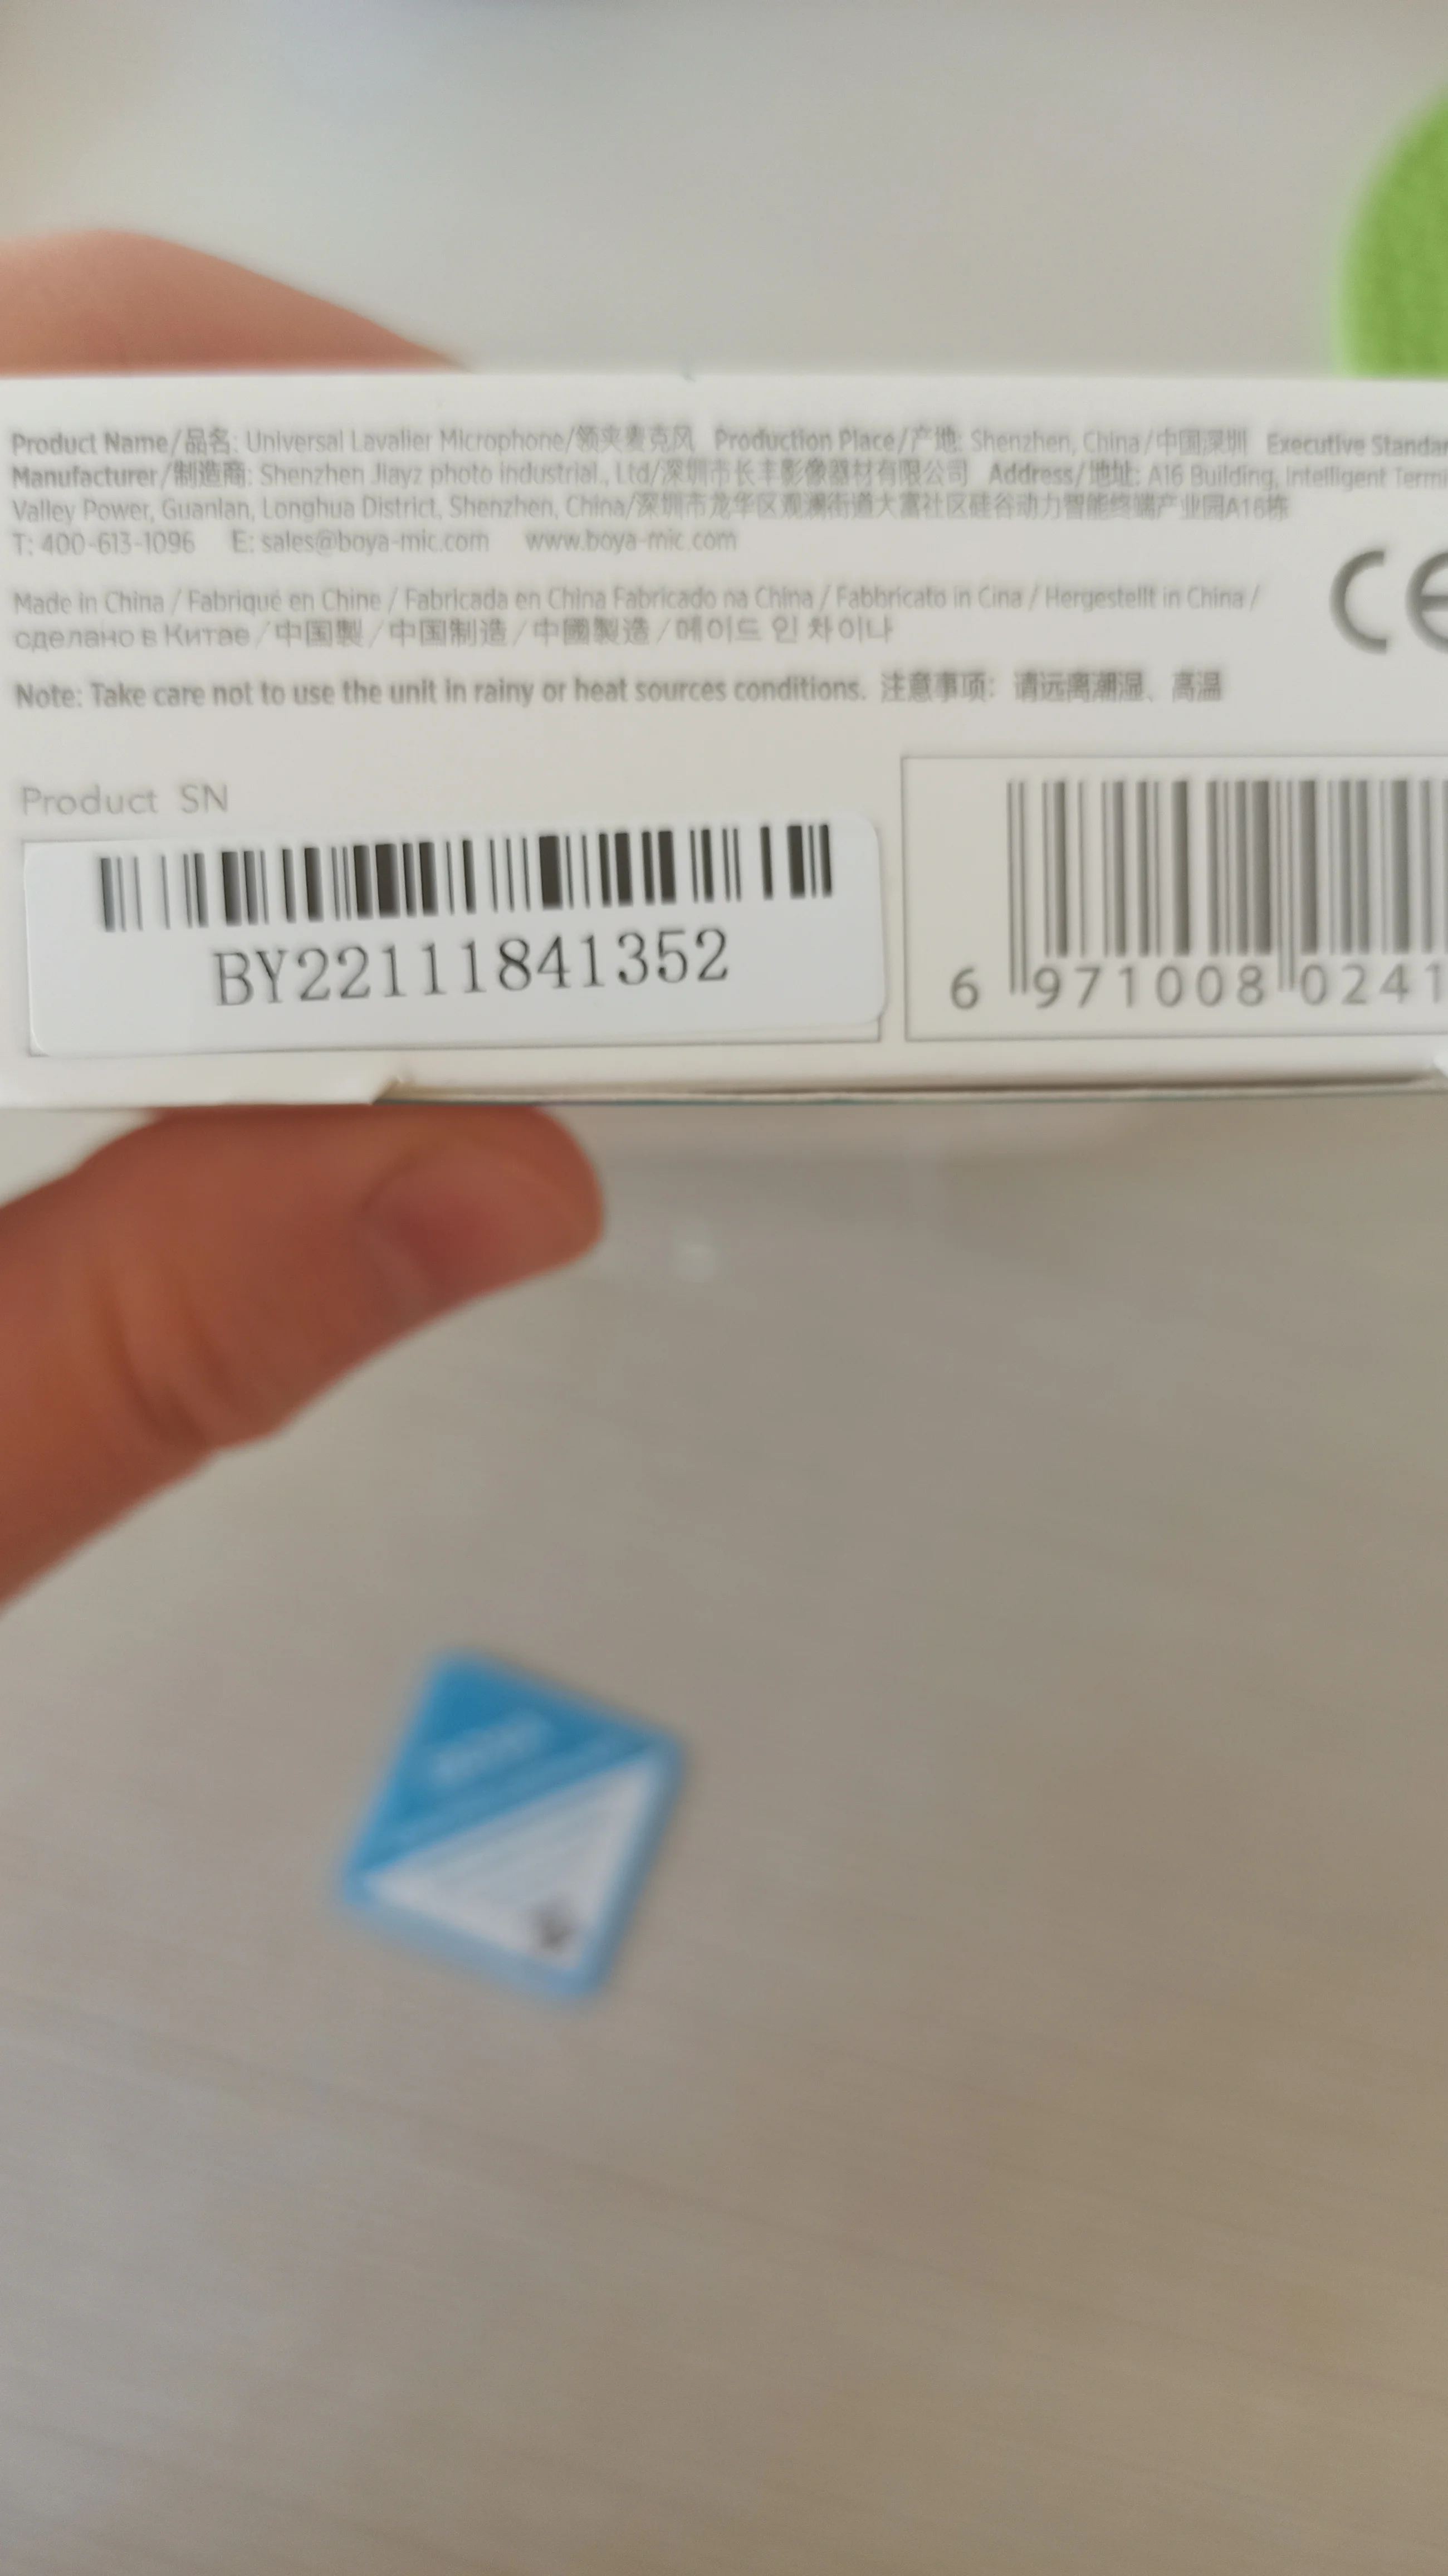 Product Name/品名: Universal Lavalier Microphone/领夹麦克风 Production Place/产地: Shenzhen, China/中国深圳 Executive Standar
Manufacturer/制造商: Shenzhen Jiayz photo industrial., Ltd/深圳市长丰影像器材有限公司 Address/地址: A16 Building, Intelligent Termi
Valley Power, Guanlan, Longhua District, Shenzhen, China/深圳市龙华区观澜街道大富社区硅谷动力智能终端产业园A16栋
T: 400-613-1096 E: sales@boya-mic.com www.boya-mic.com
Made in China / Fabriqué en Chine / Fabricada en China Fabricado na China / Fabbricato in Cina / Hergestellt in China /
сделано в Китае / 中国製 / 中国制造 / 中國製造 / 메이드 인 차이나
CE
Note: Take care not to use the unit in rainy or heat sources conditions. 注意事项: 请远离潮湿、高温
Product SN
BY22111841352
6 971008 0241